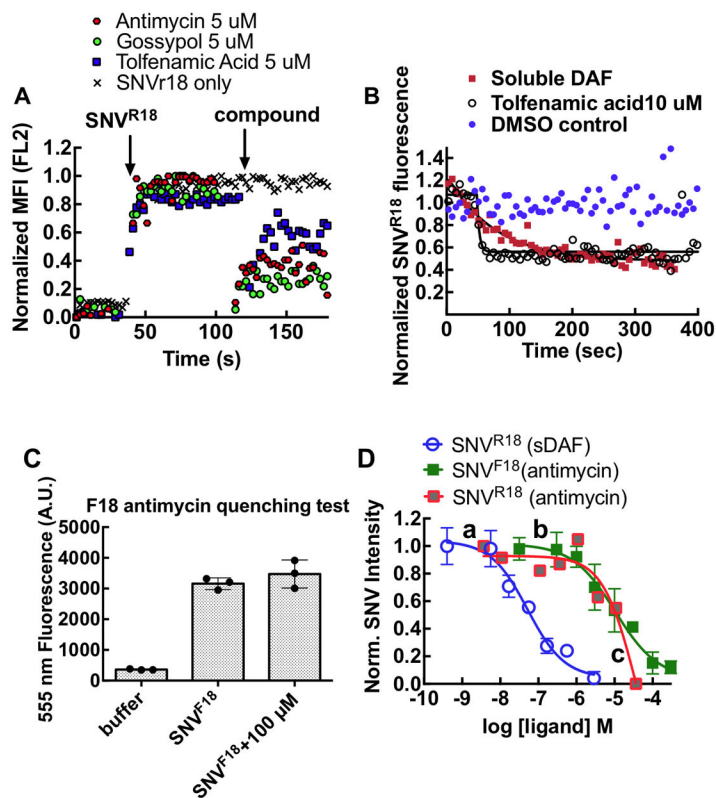 Antimycin 5 uM
Gossypol 5 uM
Tolfenamic Acid 5 uM
SNVr18 only
A
SNVR18
compound
Normalized MFI (FL2)
1.2
1.0
0.8
0.6
0.4
0.2
0.0
0 50 100 150
Time (s)
B
Soluble DAF
Tolfenamic acid10 uM
DMSO control
Normalized SNVR18 fluorescence
1.4
1.2
1.0
0.8
0.6
0.4
0.2
0 100 200 300 400
Time (sec)
C
F18 antimycin quenching test
555 nm Fluorescence (A.U.)
5000
4000
3000
2000
1000
0
buffer
SNVF18
SNVF18+100 µM
D
SNVR18 (sDAF)
SNVF18(antimycin)
SNVR18 (antimycin)
a b
c
Norm. SNV Intensity
1.2
1.0
0.8
0.6
0.4
0.2
0.0
-10 -9 -8 -7 -6 -5 -4
log [ligand] M